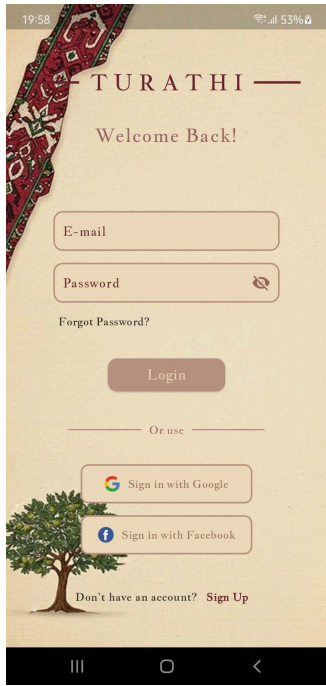 19:58 53%
TURATHI
Welcome Back!
E-mail
Password
Forgot Password?
Login
Or use
Sign in with Google
Sign in with Facebook
Don't have an account? Sign Up